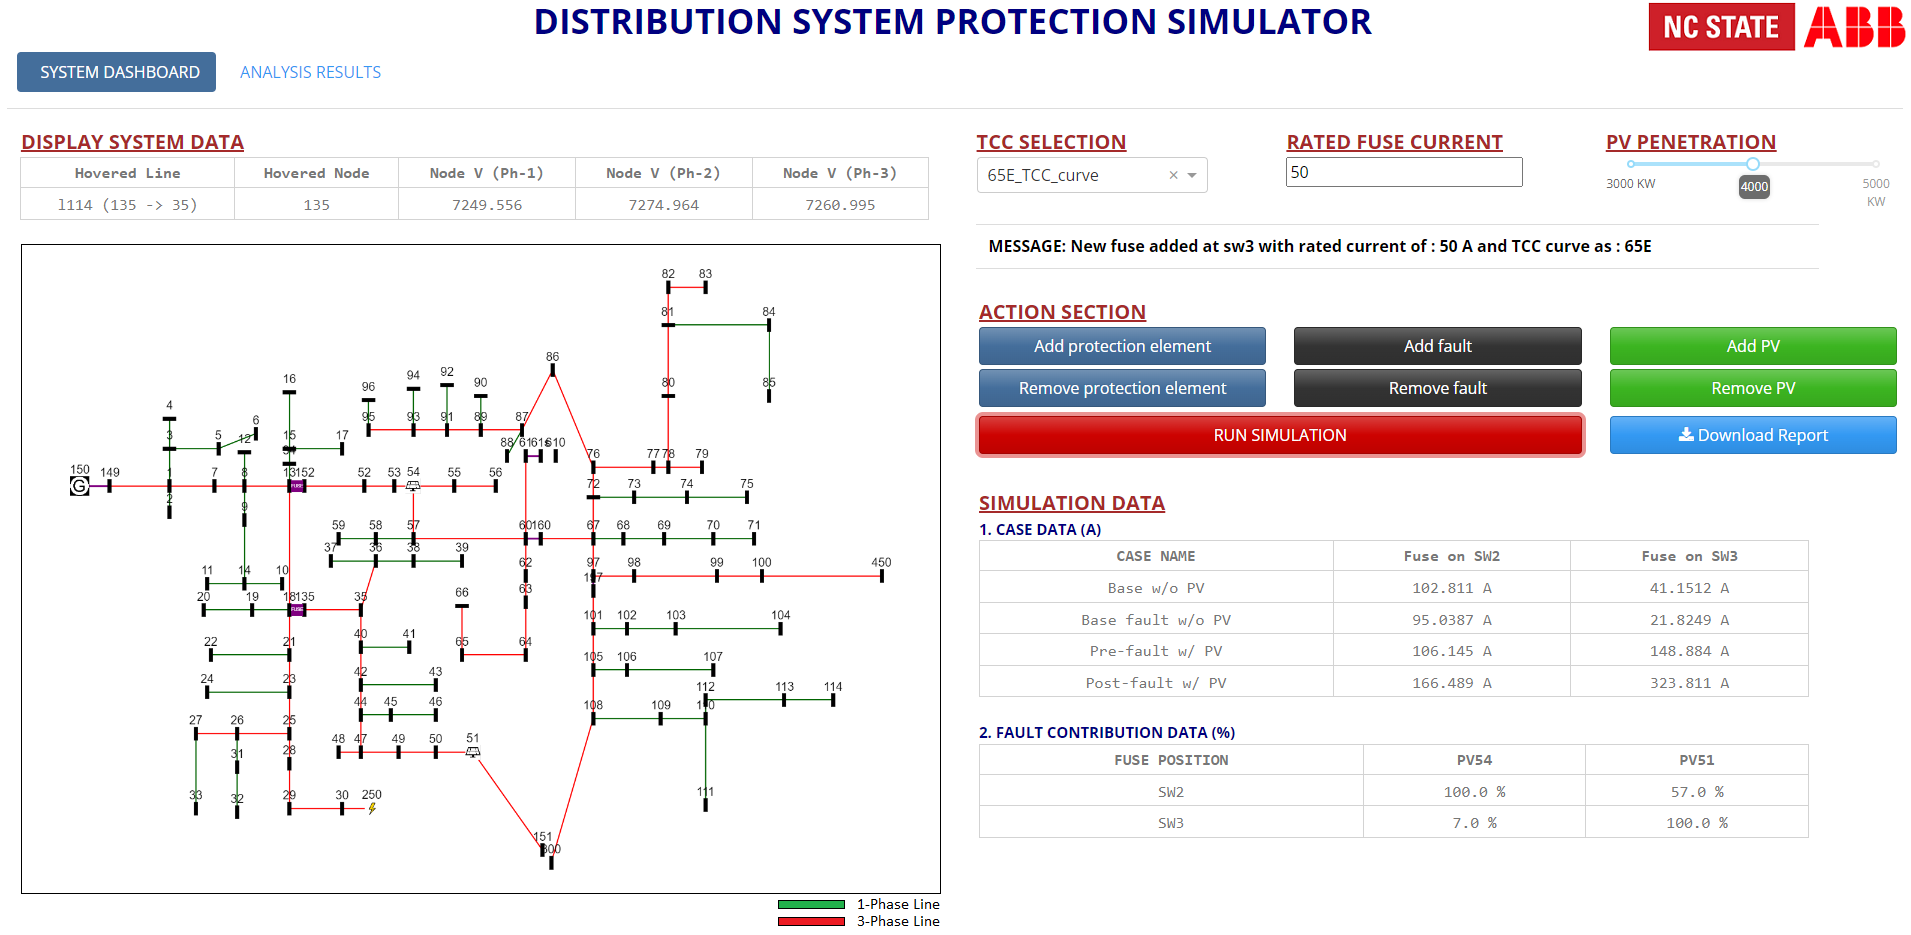 DISTRIBUTION SYSTEM PROTECTION SIMULATOR
NC STATE ABB
SYSTEM DASHBOARD ANALYSIS RESULTS
DISPLAY SYSTEM DATA
Hovered Line Hovered Node Node V (Ph-1) Node V (Ph-2) Node V (Ph-3)
l114 (135 -> 35) 135 7249.556 7274.964 7260.995
TCC SELECTION RATED FUSE CURRENT PV PENETRATION
65E_TCC_curve × 50
3000 KW 4000 5000 KW
MESSAGE: New fuse added at sw3 with rated current of : 50 A and TCC curve as : 65E
ACTION SECTION
Add protection element Add fault Add PV
Remove protection element Remove fault Remove PV
RUN SIMULATION Download Report
SIMULATION DATA
1. CASE DATA (A)
CASE NAME Fuse on SW2 Fuse on SW3
Base w/o PV 102.811 A 41.1512 A
Base fault w/o PV 95.0387 A 21.8249 A
Pre-fault w/ PV 106.145 A 148.884 A
Post-fault w/ PV 166.489 A 323.811 A
2. FAULT CONTRIBUTION DATA (%)
FUSE POSITION PV54 PV51
SW2 100.0 % 57.0 %
SW3 7.0 % 100.0 %
82 83
81 84
86
16 96 94 92 90 80 85
4 6 95 93 91 89 87
3 5 12 15 17 88 61 61s 610
76 77 78 79
150 149 1 7 8 13 152 52 53 54 55 56
G FUSE
2 9 72 73 74 75
59 58 57 60 160 67 68 69 70 71
37 36 38 39
11 14 10 62 97 98 99 100 450
20 19 18 135 35 66 63
FUSE
101 102 103 104
22 21 40 41 65 64
105 106 107
24 23 42 43 112 113 114
27 26 25 44 45 46 108 109 110
31 28 48 47 49 50 51
33 32 29 30 250 111
151
300
1-Phase Line
3-Phase Line